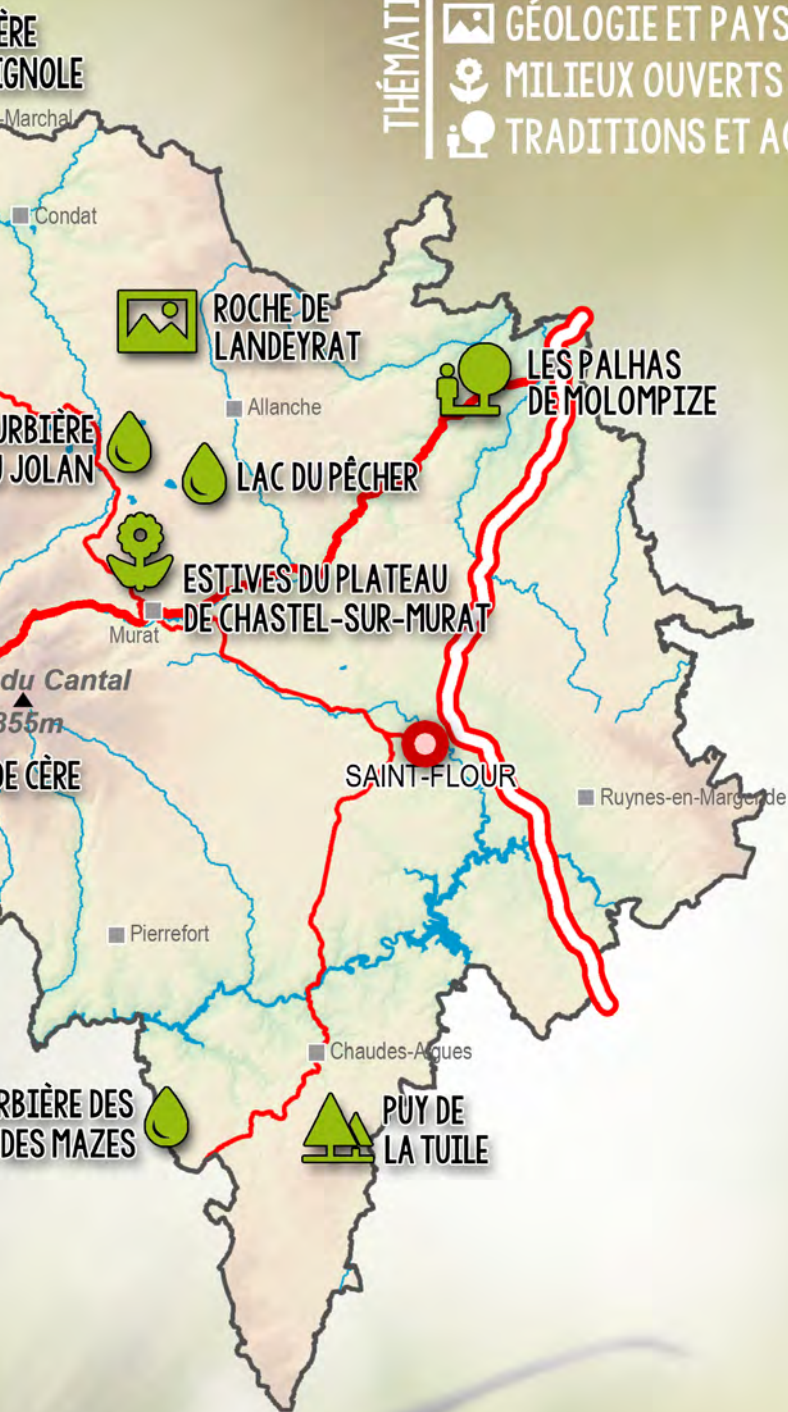 ÈRE
IGNOLE
-Marchal
THÉMATI
GÉOLOGIE ET PAYS
MILIEUX OUVERTS
TRADITIONS ET AC
Condat
ROCHE DE
LANDEYRAT
Allanche
LES PALHAS
DE MOLOMPIZE
URBIÈRE
U JOLAN
LAC DU PÊCHER
ESTIVES DU PLATEAU
DE CHASTEL-SUR-MURAT
Murat
du Cantal
855m
DE CÈRE
SAINT-FLOUR
Ruynes-en-Margeride
Pierrefort
Chaudes-Aigues
RBIÈRE DES
DES MAZES
PUY DE
LA TUILE